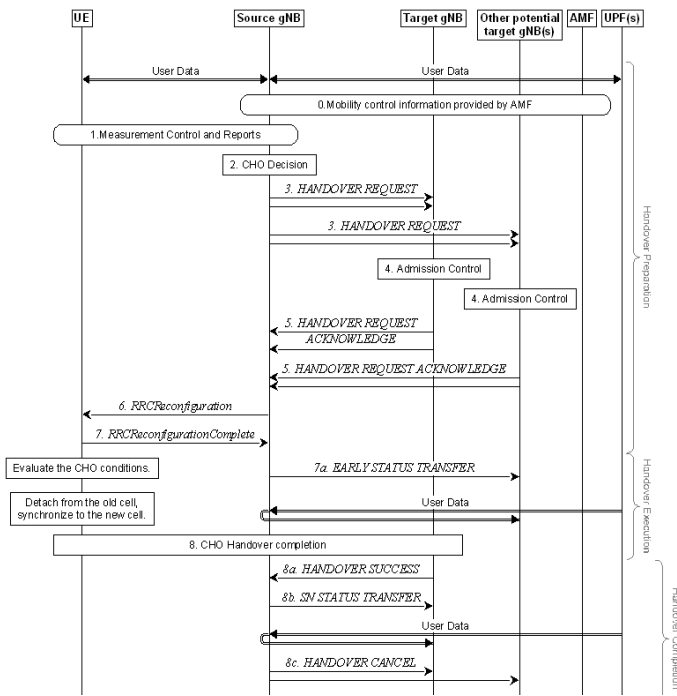 UE
Source gNB
Target gNB
Other potential
target gNB(s)
AMF
UPF(s)
User Data
User Data
0.Mobility control information provided by AMF
1.Measurement Control and Reports
2. CHO Decision
3. HANDOVER REQUEST
3. HANDOVER REQUEST
4. Admission Control
4. Admission Control
Handover Preparation
5. HANDOVER REQUEST
ACKNOWLEDGE
5. HANDOVER REQUEST ACKNOWLEDGE
6. RRCReconfiguration
7. RRCReconfigurationComplete
Evaluate the CHO conditions.
7a. EARLY STATUS TRANSFER
Detach from the old cell,
synchronize to the new cell.
User Data
Handover Execution
8. CHO Handover completion
8a. HANDOVER SUCCESS
8b. SN STATUS TRANSFER
User Data
8c. HANDOVER CANCEL
Handover Completion